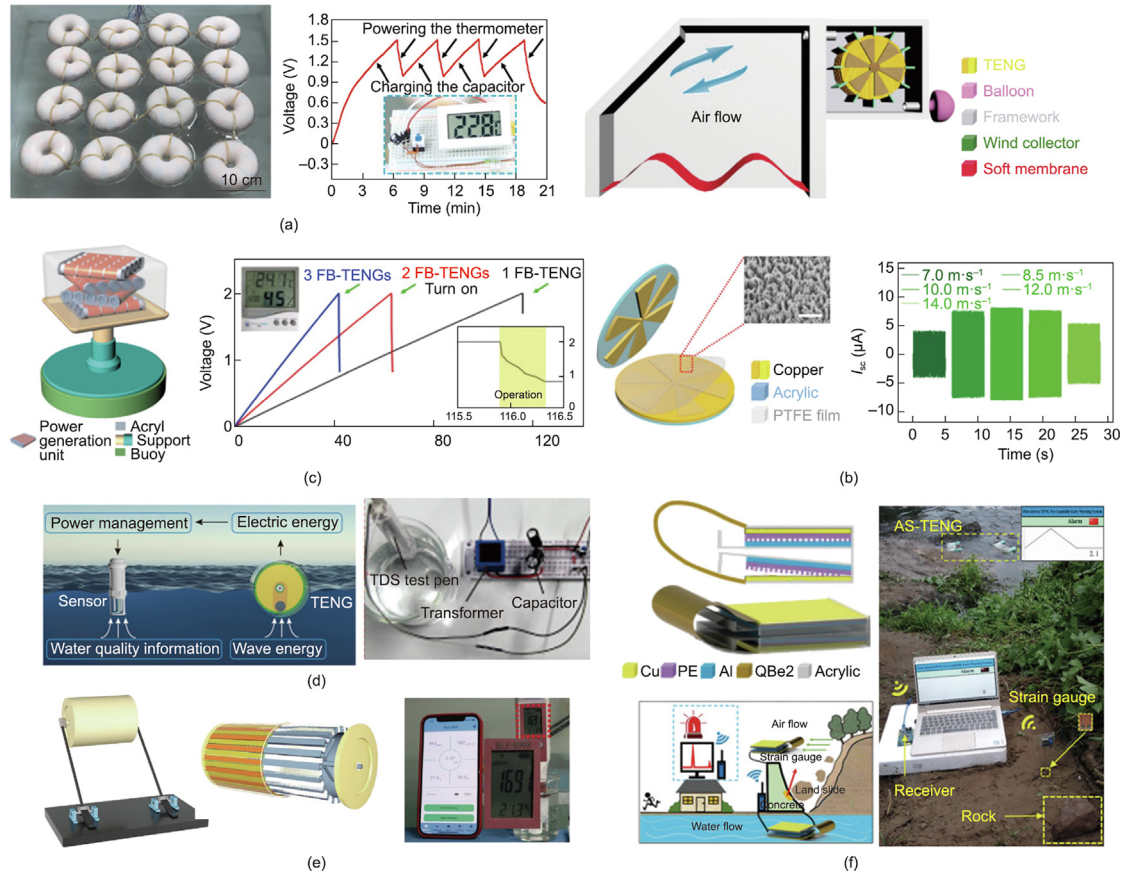 10 cm
Voltage (V)
1.8
1.5
1.2
0.9
0.6
0
−0.3
Powering the thermometer
Charging the capacitor
228
0 3 6 9 12 15 18 21
Time (min)
(a)
Air flow
TENG
Balloon
Framework
Wind collector
Soft membrane
Power
generation
unit
Acryl
Support
Buoy
Voltage (V)
2
1
0
3 FB-TENGs
2 FB-TENGs
Turn on
1 FB-TENG
Operation
2
1
0
115.5 116.0 116.5
0 40 80 120
(c)
Copper
Acrylic
PTFE film
Isc (μA)
15
10
5
0
−5
−10
7.0 m·s−1
8.5 m·s−1
10.0 m·s−1
12.0 m·s−1
14.0 m·s−1
0 5 10 15 20 25 30
Time (s)
(b)
Power management
Electric energy
Sensor
TENG
Water quality information
Wave energy
TDS test pen
Transformer
Capacitor
(d)
1691
(e)
Cu
PE
Al
QBe2
Acrylic
Air flow
Strain gauge
Land slide
Concrete
Water flow
AS-TENG
Alarm
2.1
Alarm
Strain gauge
Receiver
Rock
(f)